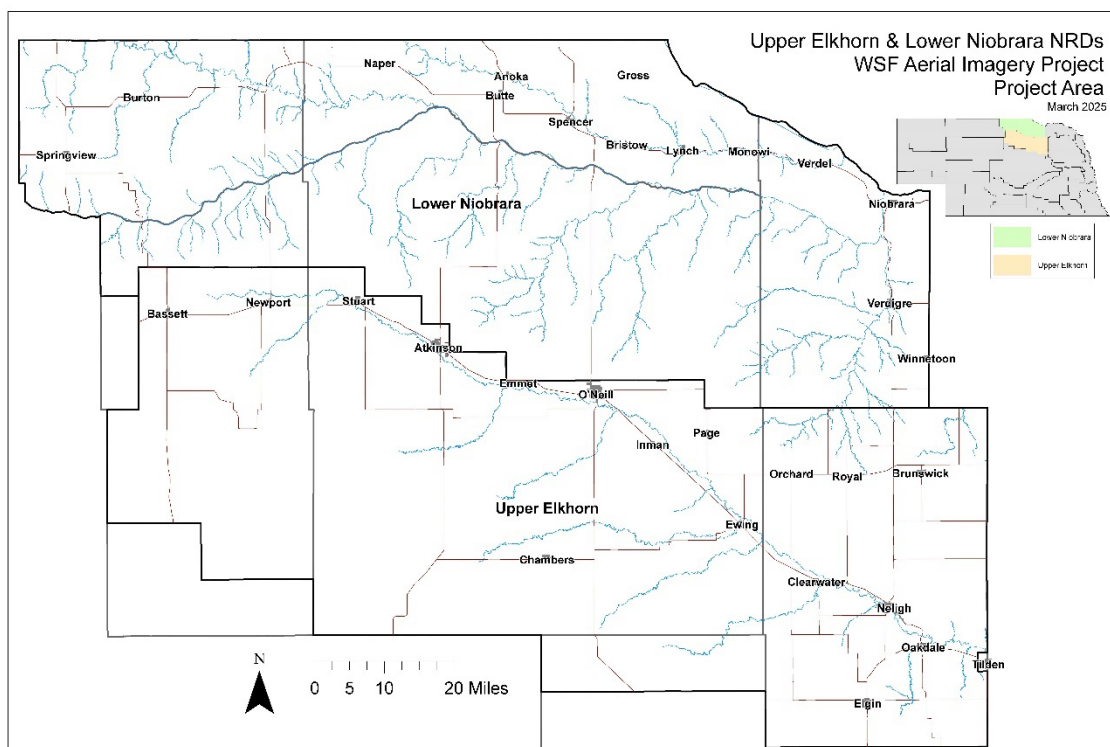 Upper Elkhorn & Lower Niobrara NRDs
WSF Aerial Imagery Project
Project Area
March 2025
Naper
Anoka
Gross
Burton
Butte
Spencer
Bristow
Lynch
Monowi
Verdel
Springview
Niobrara
Lower Niobrara
Lower Niobrara
Upper Elkhorn
Bassett
Newport
Stuart
Verdigre
Atkinson
Winnetoon
Emmet
O'Neill
Page
Inman
Orchard
Royal
Brunswick
Upper Elkhorn
Ewing
Chambers
Clearwater
Neligh
Oakdale
Tilden
Elgin
N
0 5 10 20 Miles